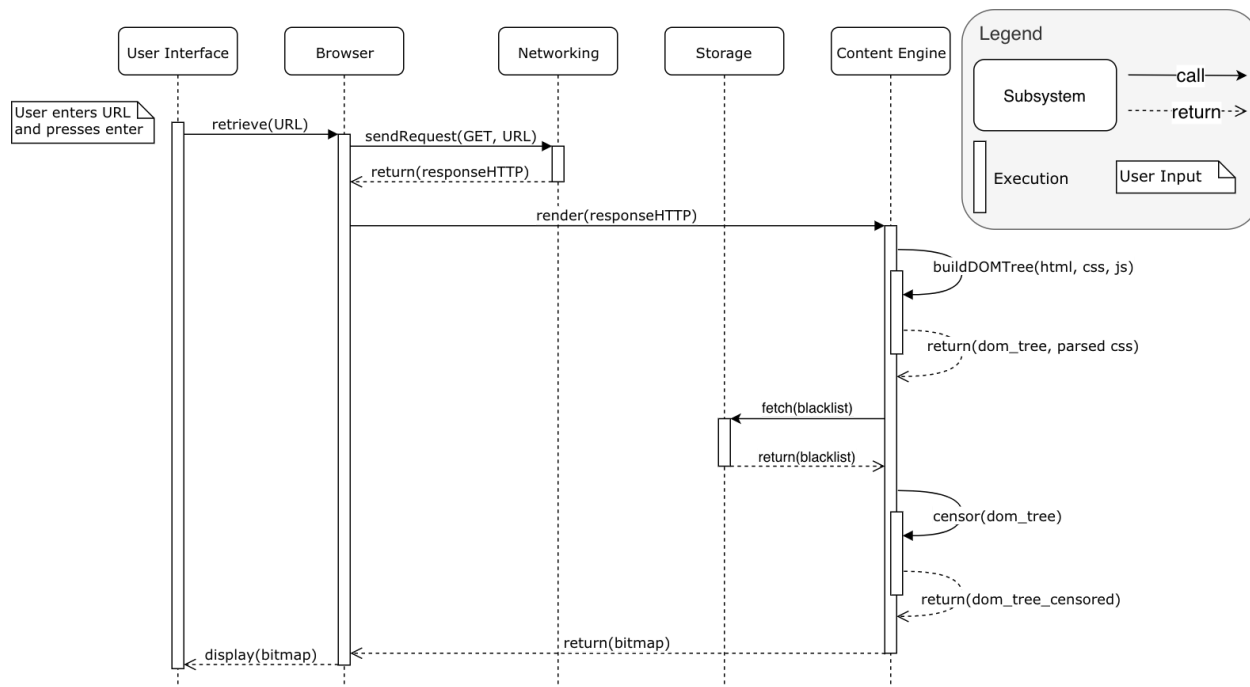 Legend
User Interface
Browser
Networking
Storage
Content Engine
Subsystem
call
return
Execution
User Input
User enters URL
and presses enter
retrieve(URL)
sendRequest(GET, URL)
return(responseHTTP)
render(responseHTTP)
buildDOMTree(html, css, js)
return(dom_tree, parsed css)
fetch(blacklist)
return(blacklist)
censor(dom_tree)
return(dom_tree_censored)
return(bitmap)
display(bitmap)